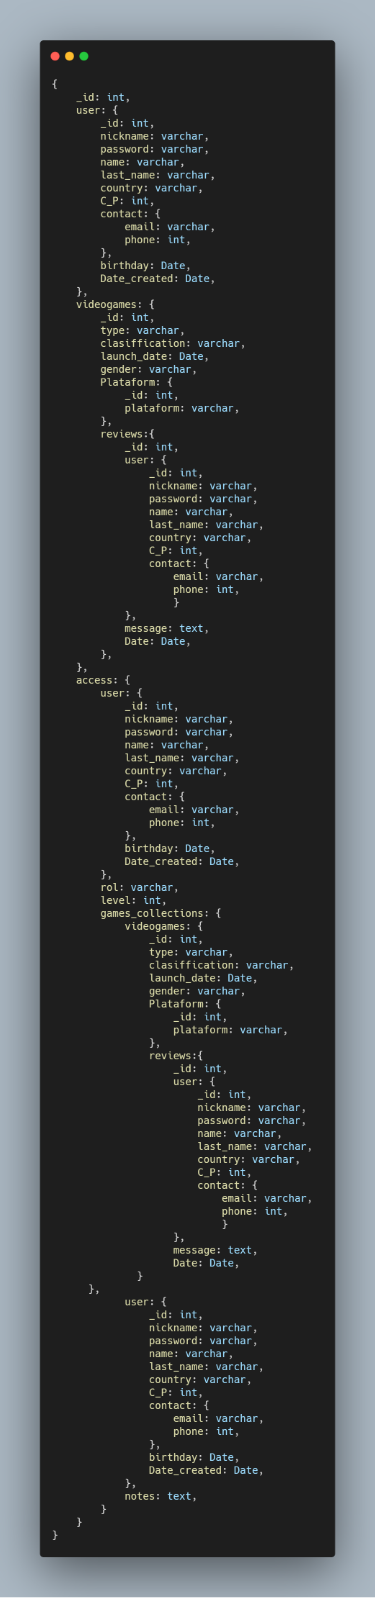 {
    _id: int,
    user: {
        _id: int,
        nickname: varchar,
        password: varchar,
        name: varchar,
        last_name: varchar,
        country: varchar,
        C_P: int,
        contact: {
            email: varchar,
            phone: int,
        },
        birthday: Date,
        Date_created: Date,
    },
    videogames: {
        _id: int,
        type: varchar,
        clasiffication: varchar,
        launch_date: Date,
        gender: varchar,
        Plataform: {
            _id: int,
            plataform: varchar,
        },
        reviews:{
            _id: int,
            user: {
                _id: int,
                nickname: varchar,
                password: varchar,
                name: varchar,
                last_name: varchar,
                country: varchar,
                C_P: int,
                contact: {
                    email: varchar,
                    phone: int,
                    }
            },
            message: text,
            Date: Date,
        },
    },
    access: {
        user: {
            _id: int,
            nickname: varchar,
            password: varchar,
            name: varchar,
            last_name: varchar,
            country: varchar,
            C_P: int,
            contact: {
                email: varchar,
                phone: int,
            },
            birthday: Date,
            Date_created: Date,
        },
        rol: varchar,
        level: int,
        games_collections: {
            videogames: {
                _id: int,
                type: varchar,
                clasiffication: varchar,
                launch_date: Date,
                gender: varchar,
                Plataform: {
                    _id: int,
                    plataform: varchar,
                },
                reviews:{
                    _id: int,
                    user: {
                        _id: int,
                        nickname: varchar,
                        password: varchar,
                        name: varchar,
                        last_name: varchar,
                        country: varchar,
                        C_P: int,
                        contact: {
                            email: varchar,
                            phone: int,
                            }
                    },
                    message: text,
                    Date: Date,
              }
      },
            user: {
                _id: int,
                nickname: varchar,
                password: varchar,
                name: varchar,
                last_name: varchar,
                country: varchar,
                C_P: int,
                contact: {
                    email: varchar,
                    phone: int,
                },
                birthday: Date,
                Date_created: Date,
            },
            notes: text,
        }
    }
}